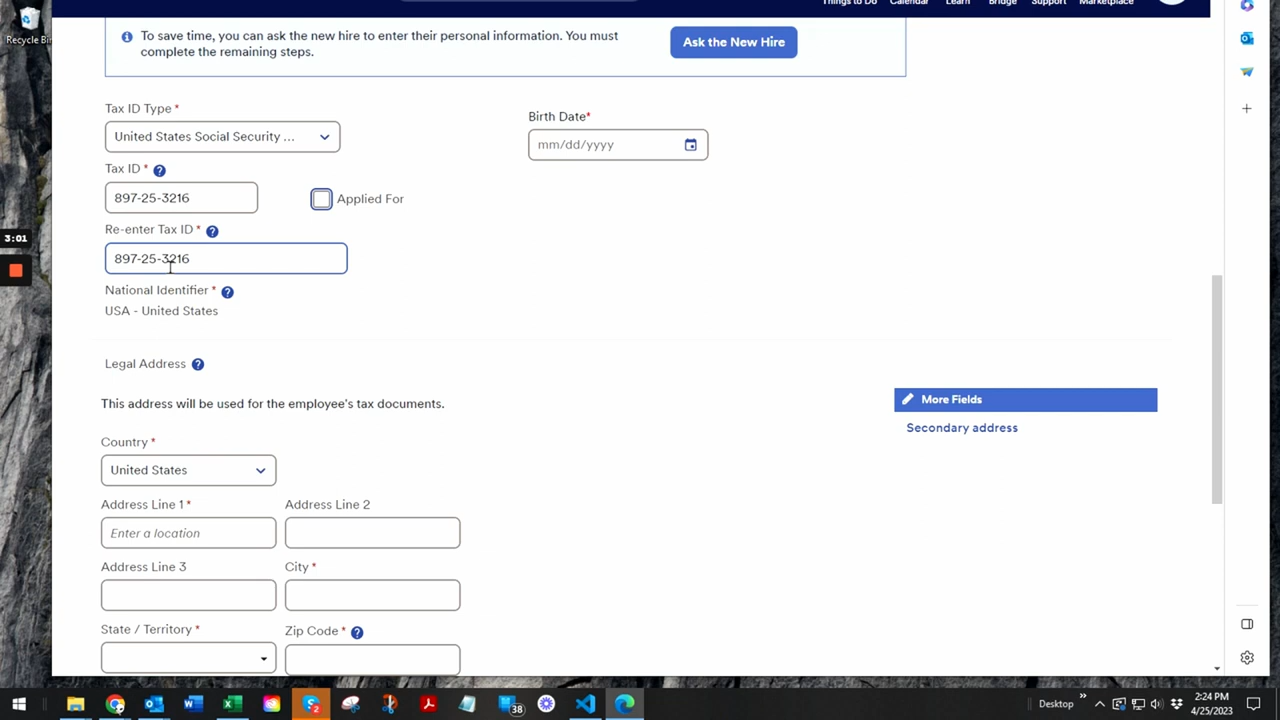 Things to Do Calendar Learn Bridge Support Marketplace
Recycle Bin
To save time, you can ask the new hire to enter their personal information. You must
complete the remaining steps.
Ask the New Hire
Tax ID Type *
United States Social Security ...
Birth Date*
mm/dd/yyyy
Tax ID * ?
897-25-3216
Applied For
Re-enter Tax ID * ?
897-25-3216
3:01
National Identifier * ?
USA - United States
Legal Address ?
This address will be used for the employee's tax documents.
More Fields
Secondary address
Country *
United States
Address Line 1 *
Address Line 2
Enter a location
Address Line 3
City *
State / Territory *
Zip Code * ?
38
Desktop
2:24 PM
4/25/2023